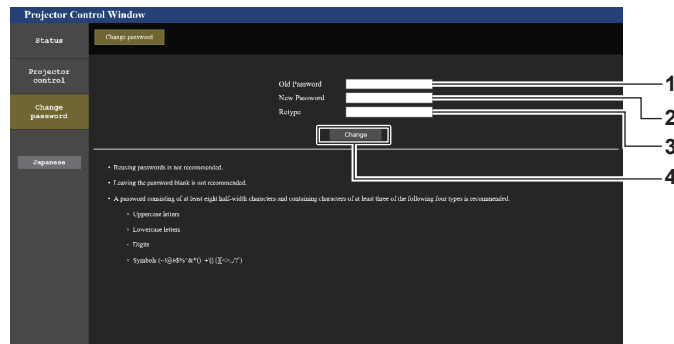 Projector Control Window
Status
Change password
Projector
control
Change
password
Japanese
Old Password
New Password
Retype
Change
1
2
3
4
• Reusing passwords is not recommended.
• Leaving the password blank is not recommended.
• A password consisting of at least eight half-width characters and containing characters of at least three of the following four types is recommended.
Uppercase letters
Lowercase letters
Digits
Symbols